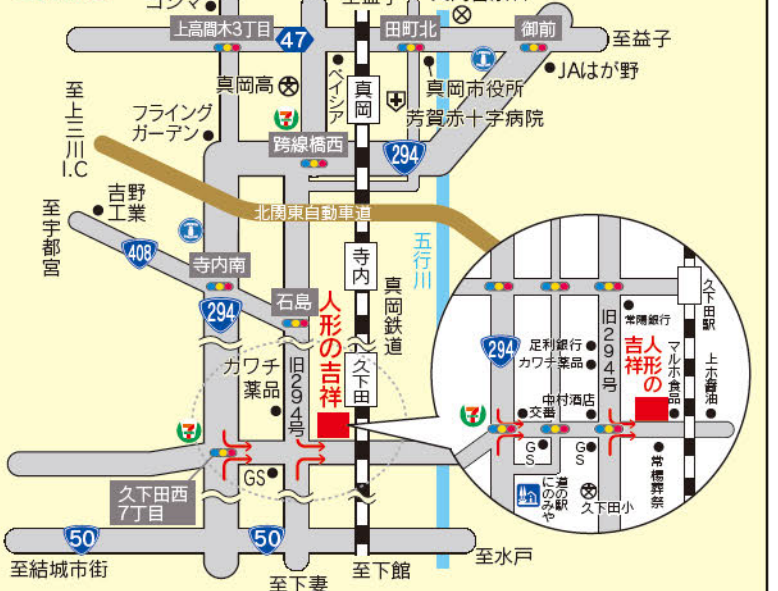 コジマ
至益子
上高間木3丁目
47
田町北
御前
至益子
真岡高
ベイシア
真岡
真岡市役所
JAはが野
芳賀赤十字病院
至上三川
I.C
フライング
ガーデン
7
跨線橋西
294
吉野
工業
至宇都宮
408
北関東自動車道
五行川
寺内南
294
石島
寺内
真岡鉄道
人形の吉祥
カワチ
薬品
旧294号
久下田
7
GS
久下田西
7丁目
50
50
至結城市街
至下妻
至下館
至水戸
294
旧294号
常陽銀行
久下田駅
足利銀行
カワチ薬品
人形の
吉祥
マルホ食品
上ホ醤油
中村酒店
7
交番
GS
GS
道の駅
にのみや
久下田小
常楊葬祭